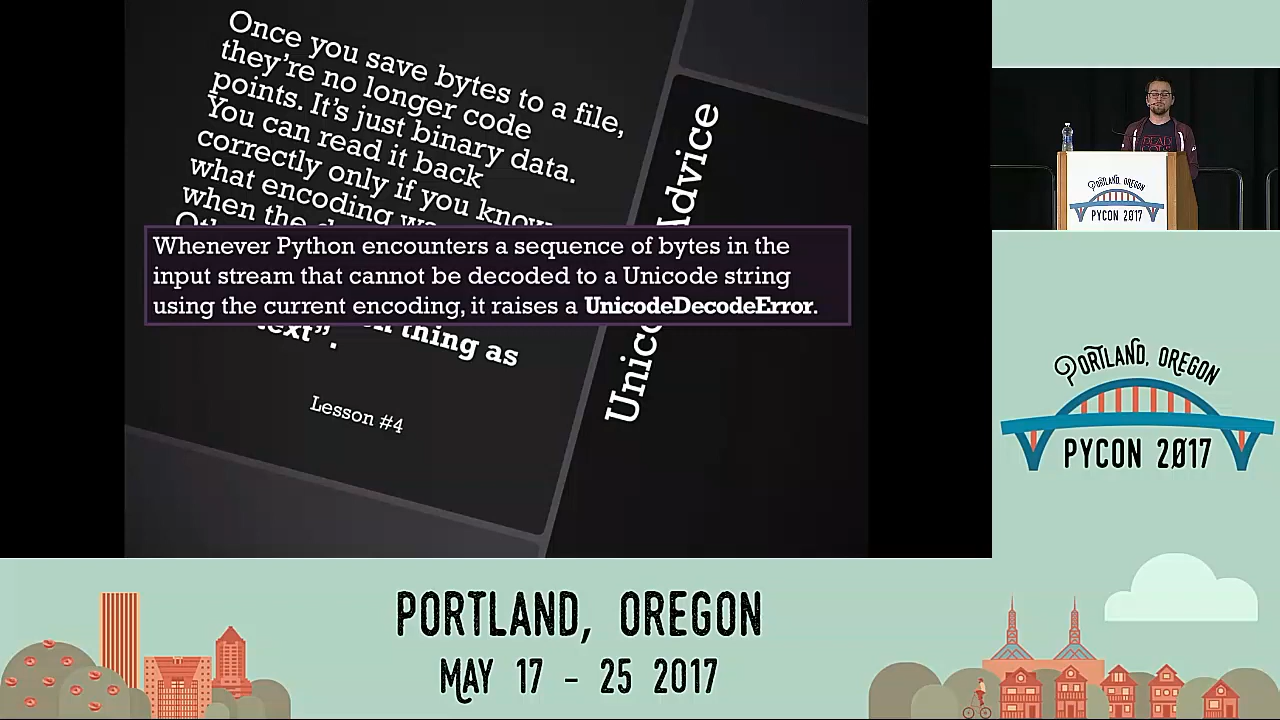 Once you save bytes to a file,
they're no longer code
points. It's just binary data.
You can read it back
correctly only if you know
what encoding
when the
Whenever Python encounters a sequence of bytes in the
input stream that cannot be decoded to a Unicode string
using the current encoding, it raises a UnicodeDecodeError.
thing as
text”.
Lesson #4
Unico
Advice
PORTLAND, OREGON
PYCON 2017
PORTLAND, OREGON
PYCON 2017
PORTLAND, OREGON
MAY 17 - 25 2017